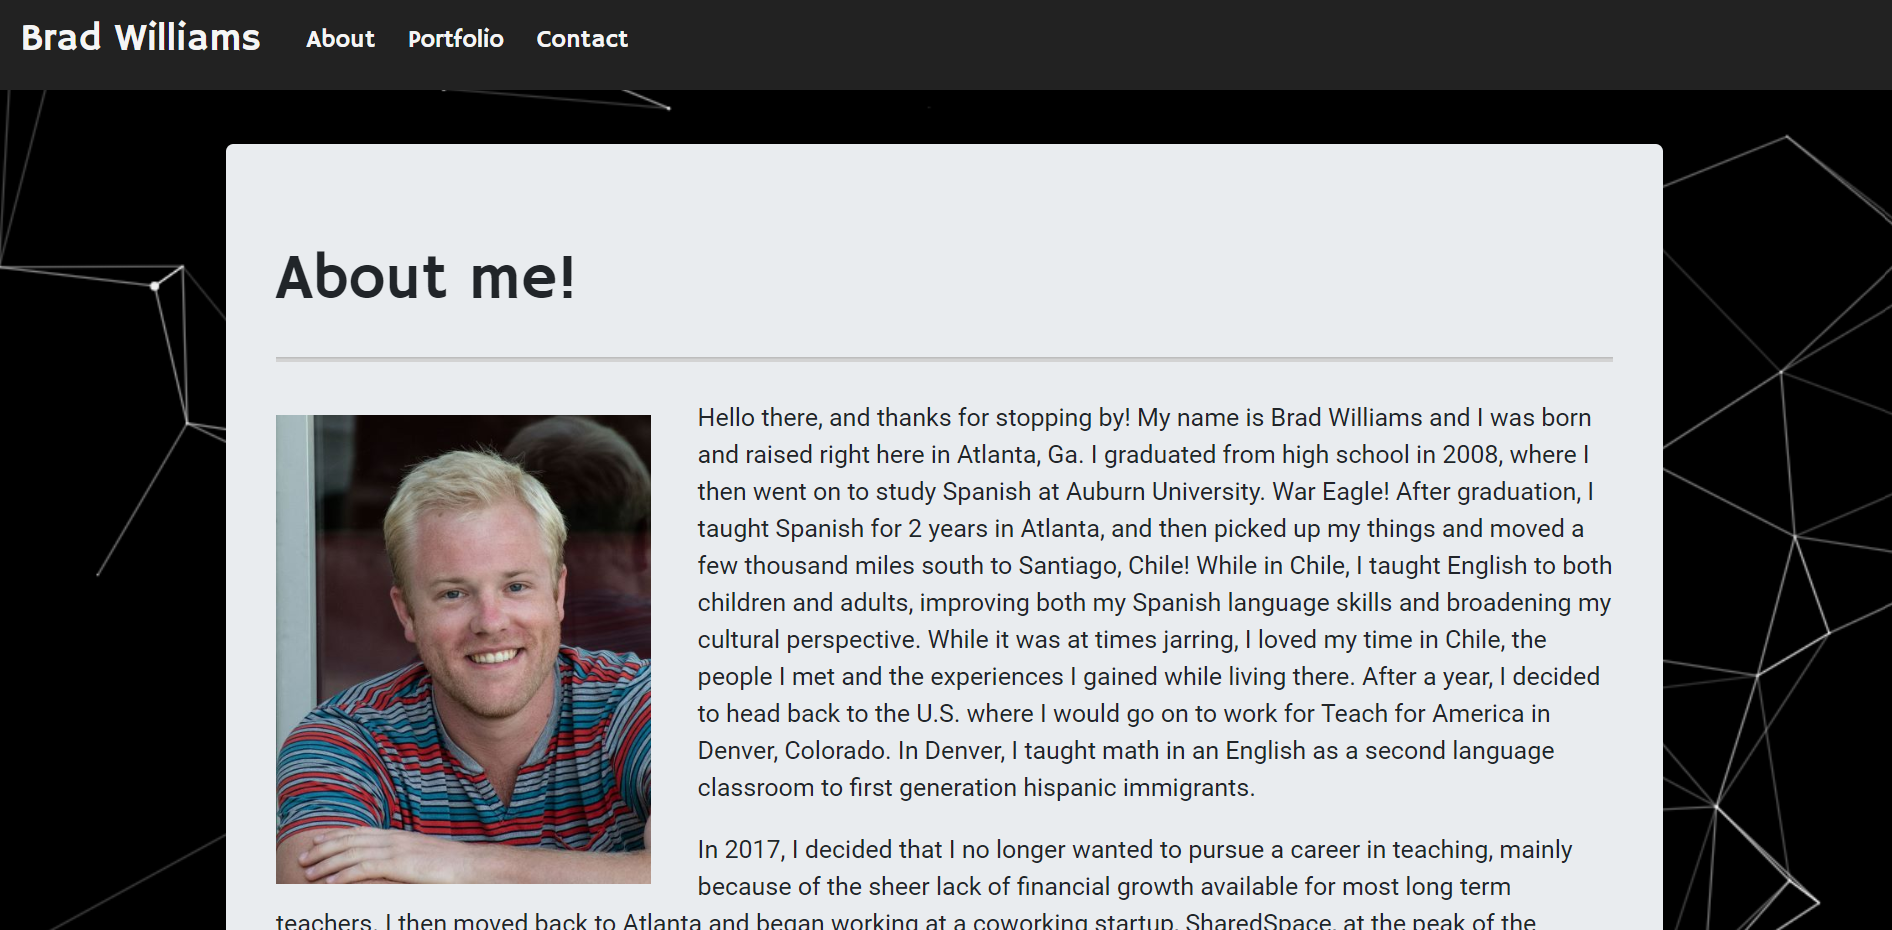 Brad Williams About Portfolio Contact
About me!
Hello there, and thanks for stopping by! My name is Brad Williams and I was born
and raised right here in Atlanta, Ga. I graduated from high school in 2008, where I
then went on to study Spanish at Auburn University. War Eagle! After graduation, I
taught Spanish for 2 years in Atlanta, and then picked up my things and moved a
few thousand miles south to Santiago, Chile! While in Chile, I taught English to both
children and adults, improving both my Spanish language skills and broadening my
cultural perspective. While it was at times jarring, I loved my time in Chile, the
people I met and the experiences I gained while living there. After a year, I decided
to head back to the U.S. where I would go on to work for Teach for America in
Denver, Colorado. In Denver, I taught math in an English as a second language
classroom to first generation hispanic immigrants.
In 2017, I decided that I no longer wanted to pursue a career in teaching, mainly
because of the sheer lack of financial growth available for most long term
teachers. I then moved back to Atlanta and began working at a coworking startup, SharedSpace, at the peak of the